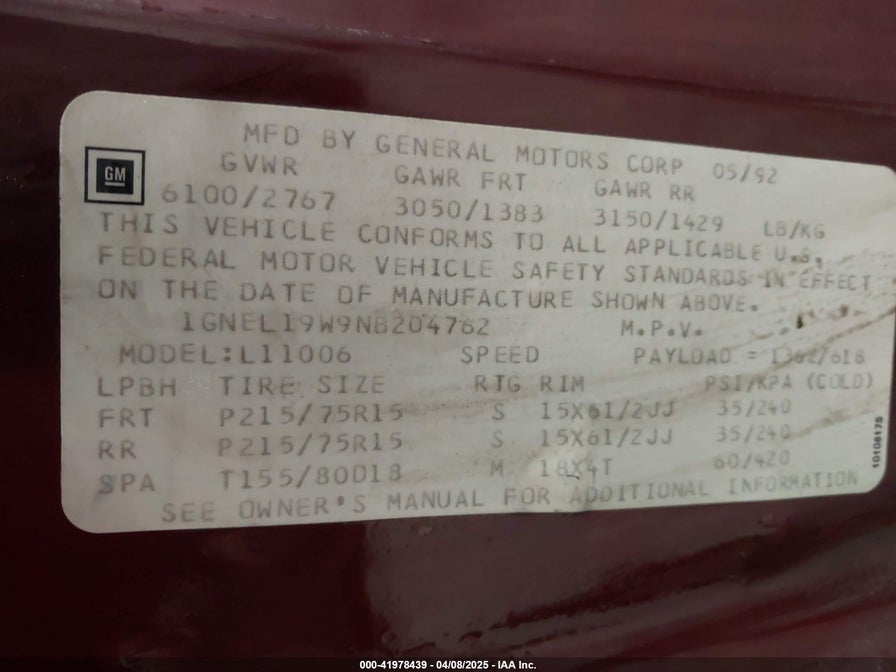 MFD BY GENERAL MOTORS CORP 05/92
GM
GVWR GAWR FRT GAWR RR
6100/2767 3050/1383 3150/1429 LB/KG
THIS VEHICLE CONFORMS TO ALL APPLICABLE U.S.
FEDERAL MOTOR VEHICLE SAFETY STANDARDS IN EFFECT
ON THE DATE OF MANUFACTURE SHOWN ABOVE.
1GNEL19W9NB204762 M.P.V.
MODEL:L11006 SPEED PAYLOAD = 1362/618
LPBH TIRE SIZE RTG RIM PSI/KPA (COLD)
FRT P215/75R15 S 15X61/2JJ 35/240
RR P215/75R15 S 15X61/2JJ 35/240
SPA T155/80D18 M 18X4T 60/420
SEE OWNER'S MANUAL FOR ADDITIONAL INFORMATION
10108175
000-41978439 - 04/08/2025 - IAA Inc.